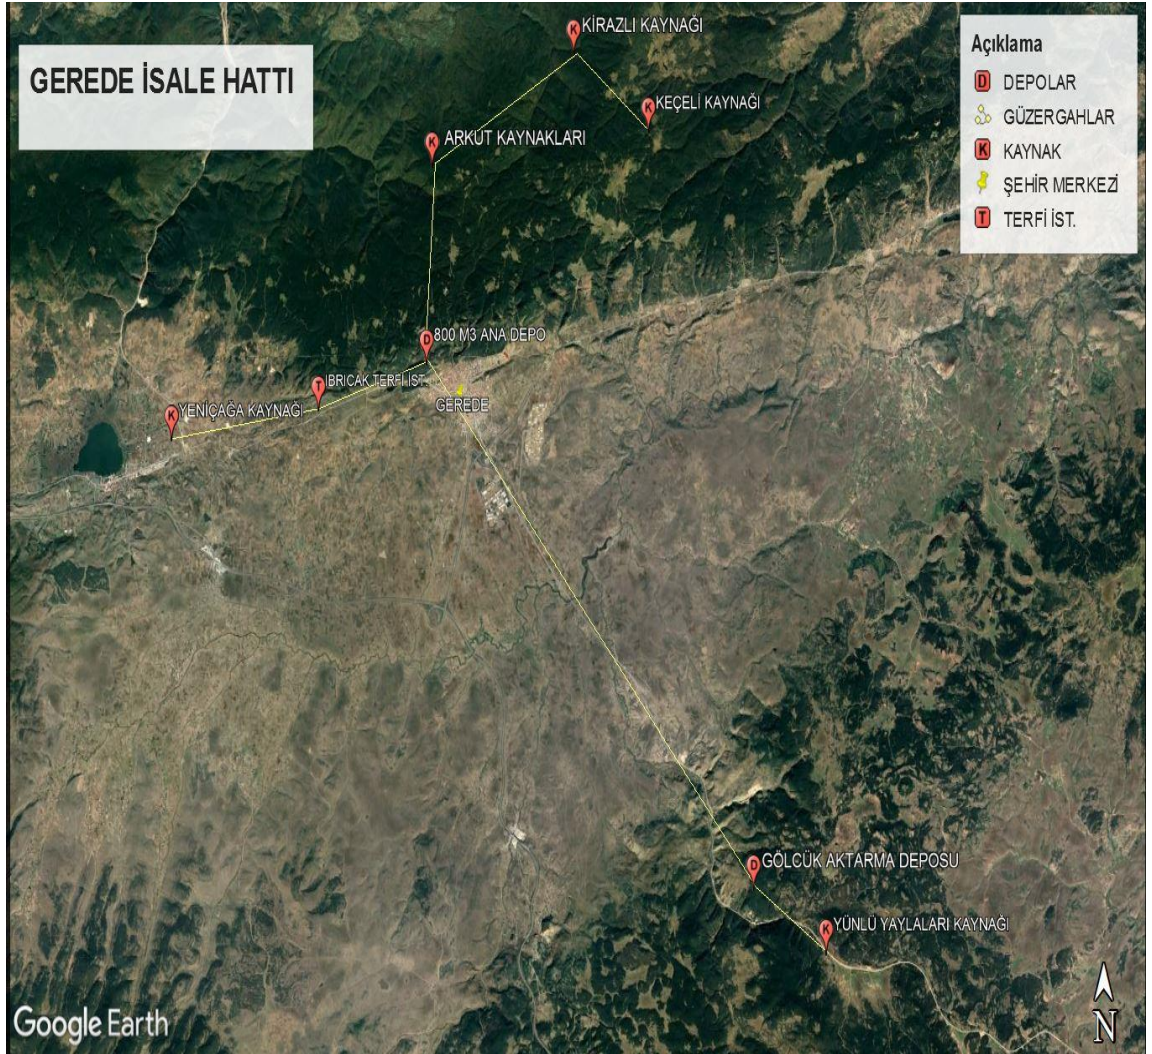 GEREDE İSALE HATTI
Açıklama
D DEPOLAR
GÜZERGAHLAR
K KAYNAK
ŞEHİR MERKEZİ
T TERFİ İST.
K KİRAZLI KAYNAĞI
K KEÇELİ KAYNAĞI
K ARKUT KAYNAKLARI
D 800 M3 ANA DEPO
T IBRICAK TERFİ İST.
K YENİÇAĞA KAYNAĞI
GEREDE
D GÖLCÜK AKTARMA DEPOSU
K YÜNLÜ YAYLALARI KAYNAĞI
Google Earth
N